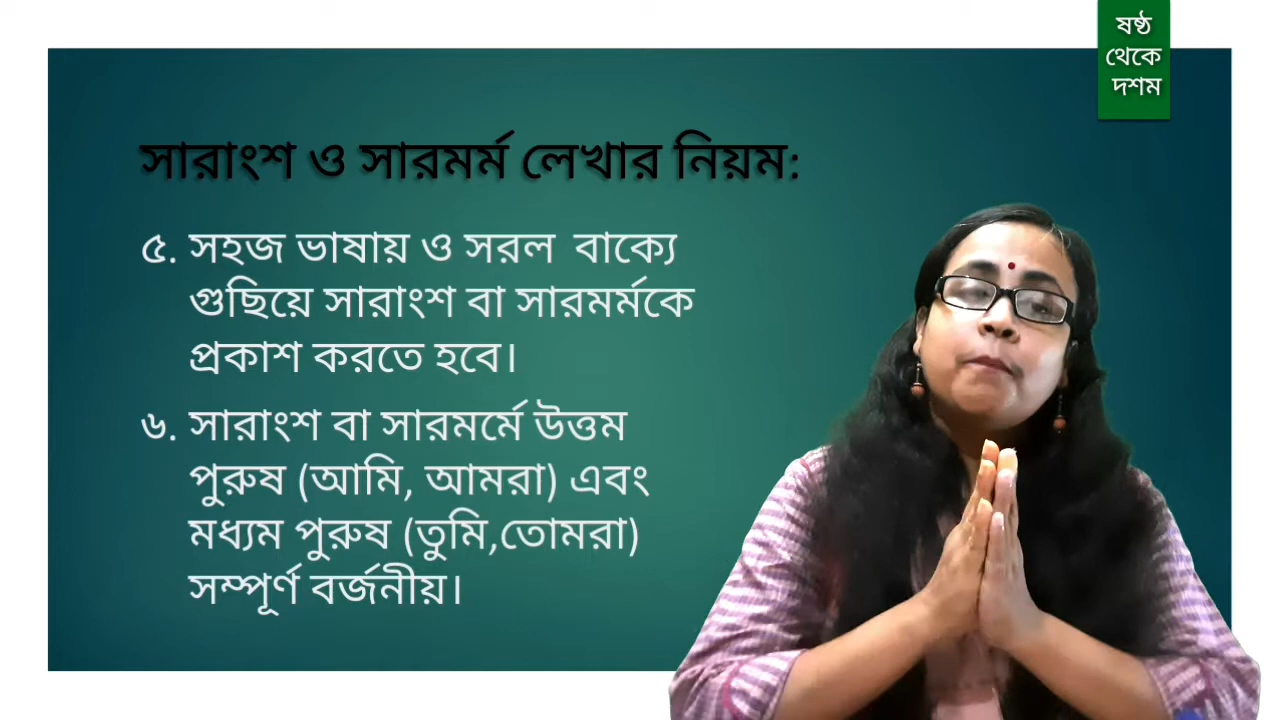 ষষ্ঠ
থেকে
দশম
সারাংশ ও সারমর্ম লেখার নিয়ম:
৫. সহজ ভাষায় ও সরল বাক্যে
গুছিয়ে সারাংশ বা সারমর্মকে
প্রকাশ করতে হবে।
৬. সারাংশ বা সারমর্মে উত্তম
পুরুষ (আমি, আমরা) এবং
মধ্যম পুরুষ (তুমি,তোমরা)
সম্পূর্ণ বর্জনীয়।